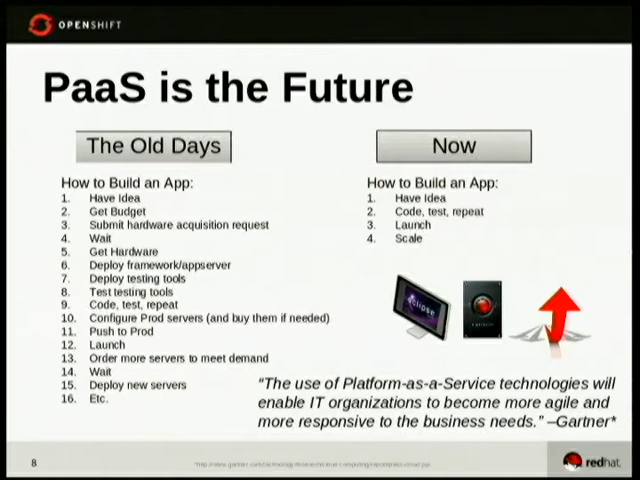 OPENSHIFT
PaaS is the Future
The Old Days
Now
How to Build an App:
1. Have Idea
2. Get Budget
3. Submit hardware acquisition request
4. Wait
5. Get Hardware
6. Deploy framework/appserver
7. Deploy testing tools
8. Test testing tools
9. Code, test, repeat
10. Configure Prod servers (and buy them if needed)
11. Push to Prod
12. Launch
13. Order more servers to meet demand
14. Wait
15. Deploy new servers
16. Etc.
How to Build an App:
1. Have Idea
2. Code, test, repeat
3. Launch
4. Scale
eclipse
"The use of Platform-as-a-Service technologies will
enable IT organizations to become more agile and
more responsive to the business needs." –Gartner*
8
redhat.